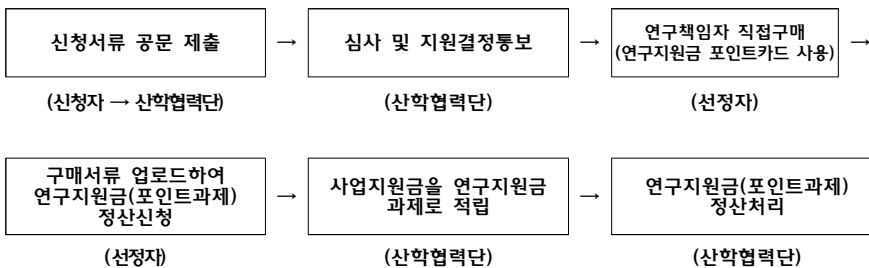 신청서류 공문 제출
→
심사 및 지원결정통보
→
연구책임자 직접구매
(연구지원금 포인트카드 사용)
→
(신청자 → 산학협력단)
(산학협력단)
(선정자)
구매서류 업로드하여
연구지원금(포인트과제)
정산신청
→
사업지원금을 연구지원금
과제로 적립
→
연구지원금(포인트과제)
정산처리
(선정자)
(산학협력단)
(산학협력단)